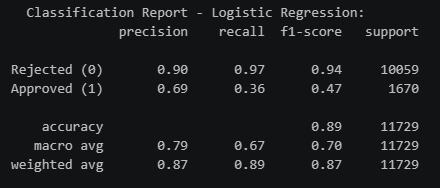 Classification Report - Logistic Regression:
precision recall f1-score support
Rejected (0) 0.90 0.97 0.94 10059
Approved (1) 0.69 0.36 0.47 1670
accuracy 0.89 11729
macro avg 0.79 0.67 0.70 11729
weighted avg 0.87 0.89 0.87 11729